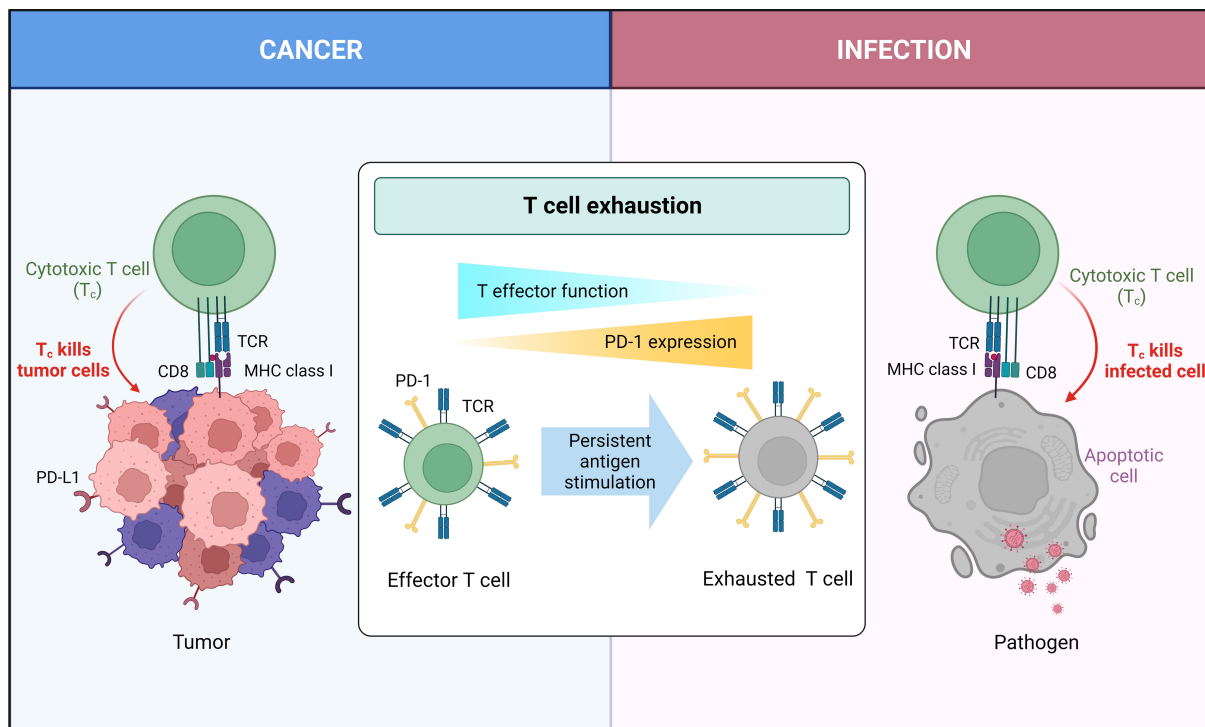 CANCER
INFECTION
T cell exhaustion
T effector function
PD-1 expression
Cytotoxic T cell
(Tc)
Tc kills
tumor cells
TCR
CD8
MHC class I
PD-L1
Tumor
PD-1
TCR
Persistent
antigen
stimulation
Effector T cell
Exhausted T cell
Cytotoxic T cell
(Tc)
TCR
MHC class I
CD8
Tc kills
infected cell
Apoptotic
cell
Pathogen